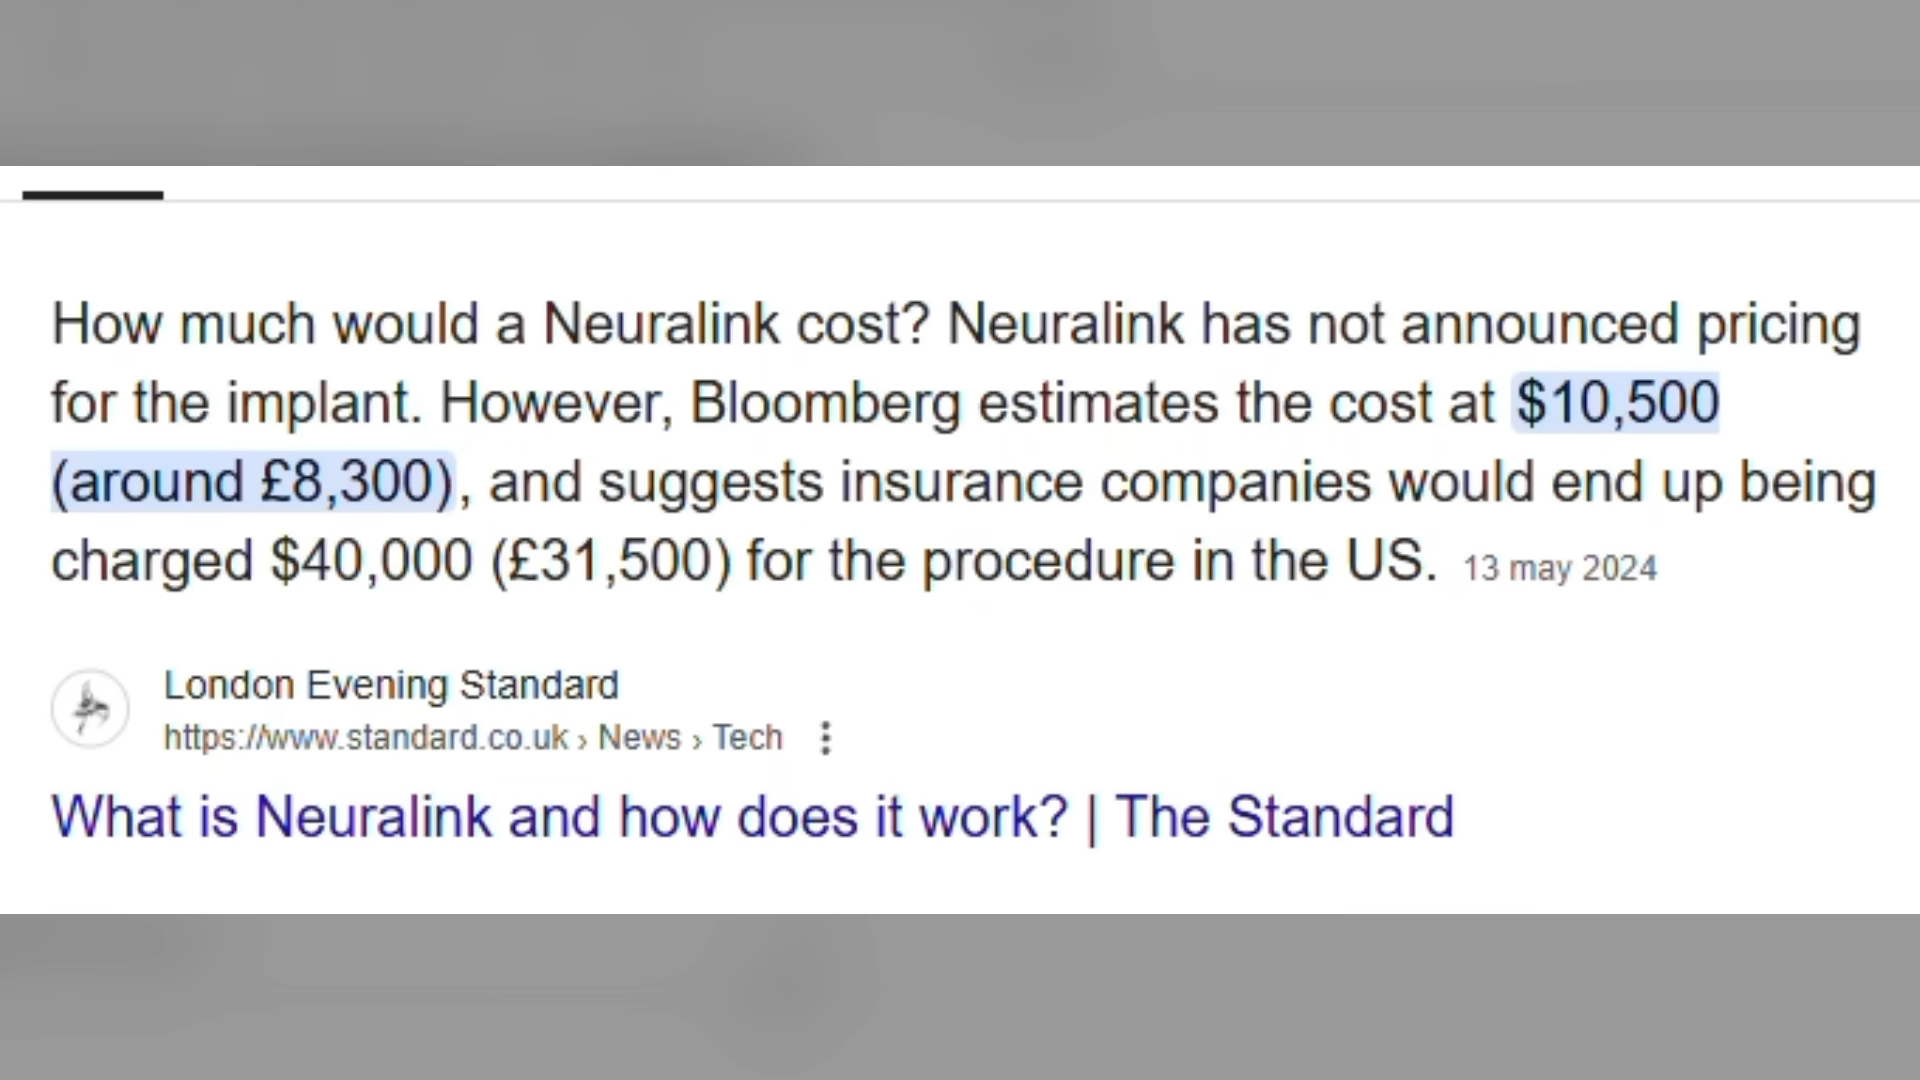 How much would a Neuralink cost? Neuralink has not announced pricing
for the implant. However, Bloomberg estimates the cost at $10,500
(around £8,300), and suggests insurance companies would end up being
charged $40,000 (£31,500) for the procedure in the US. 13 may 2024
London Evening Standard
https://www.standard.co.uk › News › Tech
What is Neuralink and how does it work? | The Standard